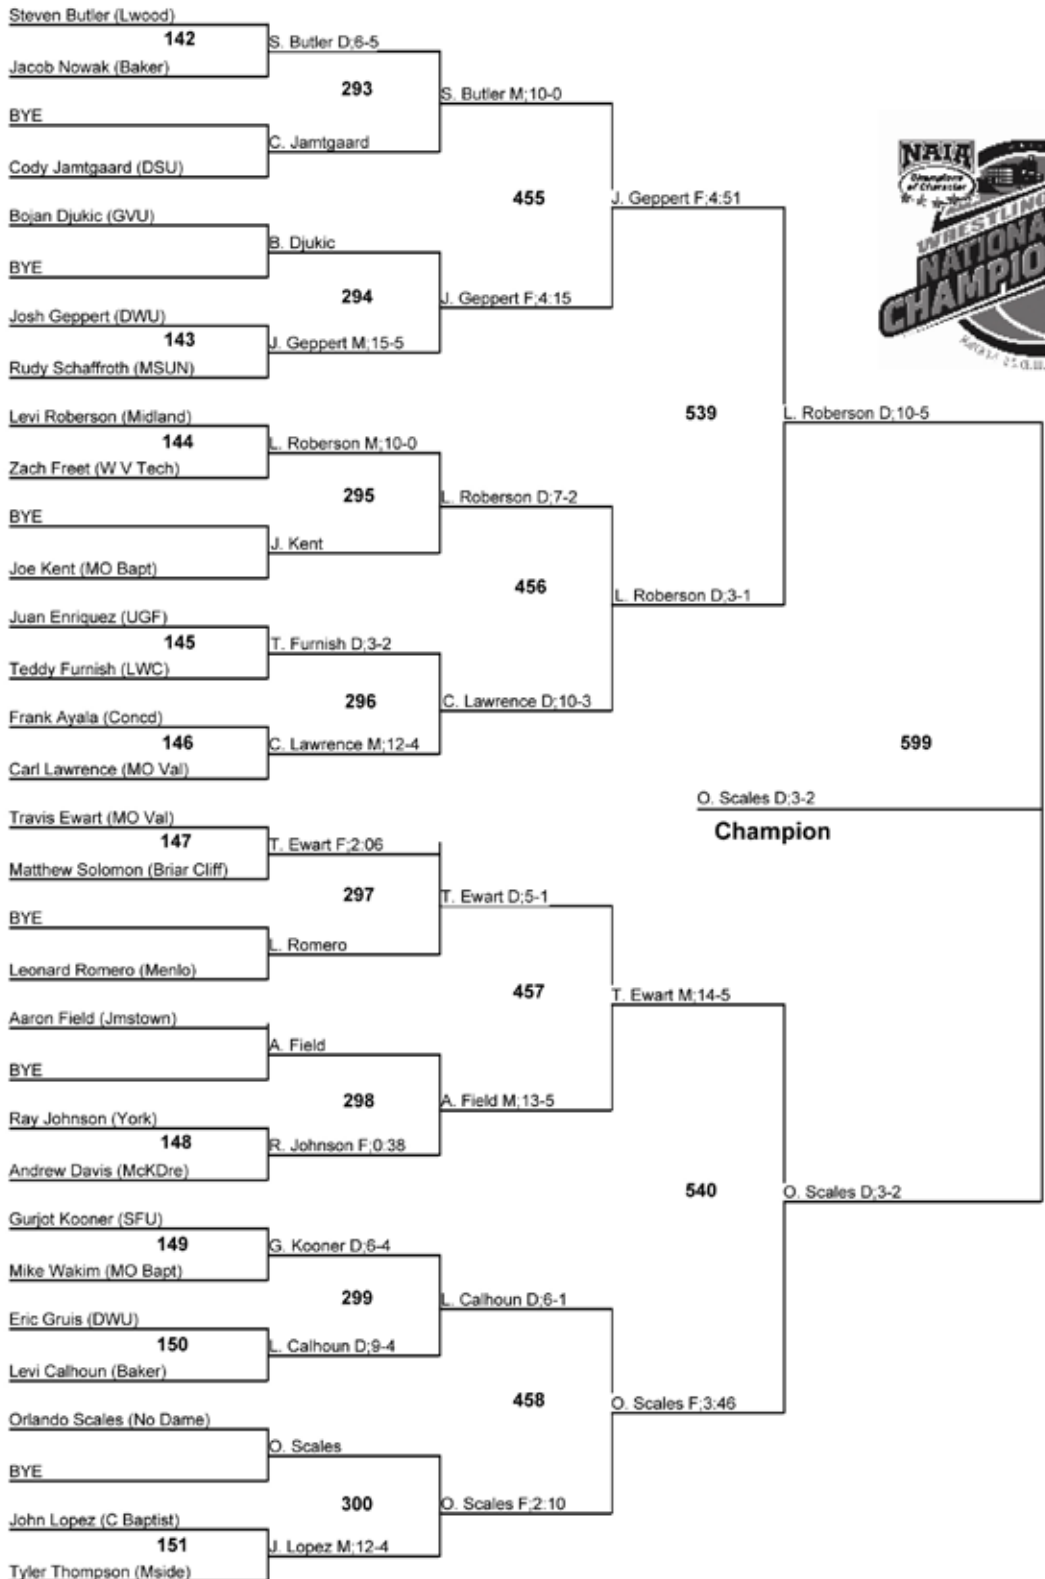 Steven Butler (Lwood)
142
S. Butler D;6-5
Jacob Nowak (Baker)
293
S. Butler M;10-0
BYE
C. Jamtgaard
Cody Jamtgaard (DSU)
455
J. Geppert F;4:51
Bojan Djukic (GVU)
B. Djukic
BYE
294
J. Geppert F;4:15
Josh Geppert (DWU)
143
J. Geppert M;15-5
Rudy Schaffroth (MSUN)
NAIA
Champions
of Character
WRESTLING
NATIONA
CHAMPIO
539
L. Roberson D;10-5
Levi Roberson (Midland)
144
L. Roberson M;10-0
Zach Freet (W V Tech)
295
L. Roberson D;7-2
BYE
J. Kent
Joe Kent (MO Bapt)
456
L. Roberson D;3-1
Juan Enriquez (UGF)
145
T. Furnish D;3-2
Teddy Furnish (LWC)
296
C. Lawrence D;10-3
Frank Ayala (Concd)
146
C. Lawrence M;12-4
Carl Lawrence (MO Val)
599
O. Scales D;3-2
Champion
Travis Ewart (MO Val)
147
T. Ewart F;2:06
Matthew Solomon (Briar Cliff)
297
T. Ewart D;5-1
BYE
L. Romero
Leonard Romero (Menlo)
457
T. Ewart M;14-5
Aaron Field (Jmstown)
A. Field
BYE
298
A. Field M;13-5
Ray Johnson (York)
148
R. Johnson F;0:38
Andrew Davis (McKDre)
540
O. Scales D;3-2
Gurjot Kooner (SFU)
149
G. Kooner D;6-4
Mike Wakim (MO Bapt)
299
L. Calhoun D;6-1
Eric Gruis (DWU)
150
L. Calhoun D;9-4
Levi Calhoun (Baker)
458
O. Scales F;3:46
Orlando Scales (No Dame)
O. Scales
BYE
300
O. Scales F;2:10
John Lopez (C Baptist)
151
J. Lopez M;12-4
Tyler Thompson (Mside)